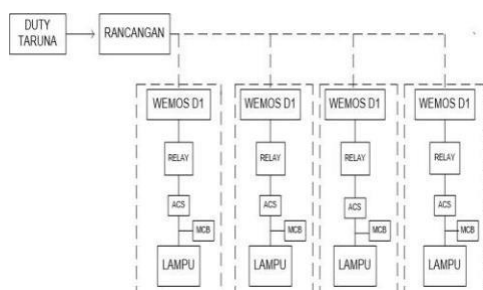 DUTY
TARUNA
RANCANGAN
WEMOS D1
WEMOS D1
WEMOS D1
WEMOS D1
RELAY
RELAY
RELAY
RELAY
ACS
ACS
ACS
ACS
MCB
MCB
MCB
MCB
LAMPU
LAMPU
LAMPU
LAMPU